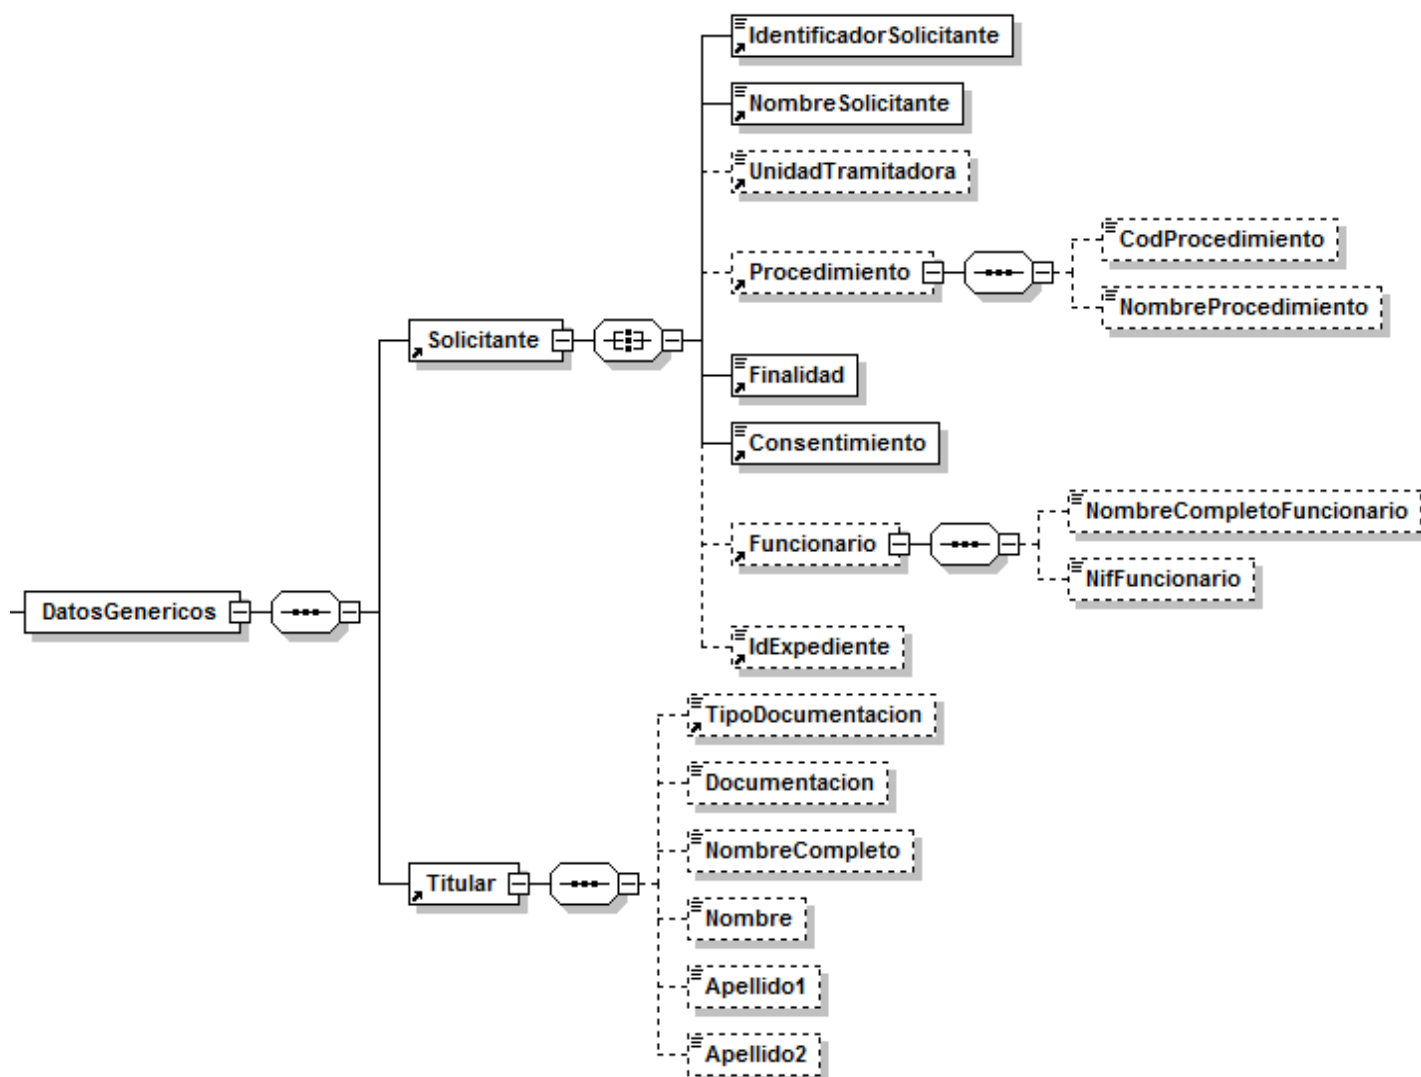 IdentificadorSolicitante
NombreSolicitante
UnidadTramitadora
Procedimiento
CodProcedimiento
NombreProcedimiento
Solicitante
Finalidad
Consentimiento
Funcionario
NombreCompletoFuncionario
NifFuncionario
DatosGenericos
IdExpediente
TipoDocumentacion
Documentacion
NombreCompleto
Titular
Nombre
Apellido1
Apellido2